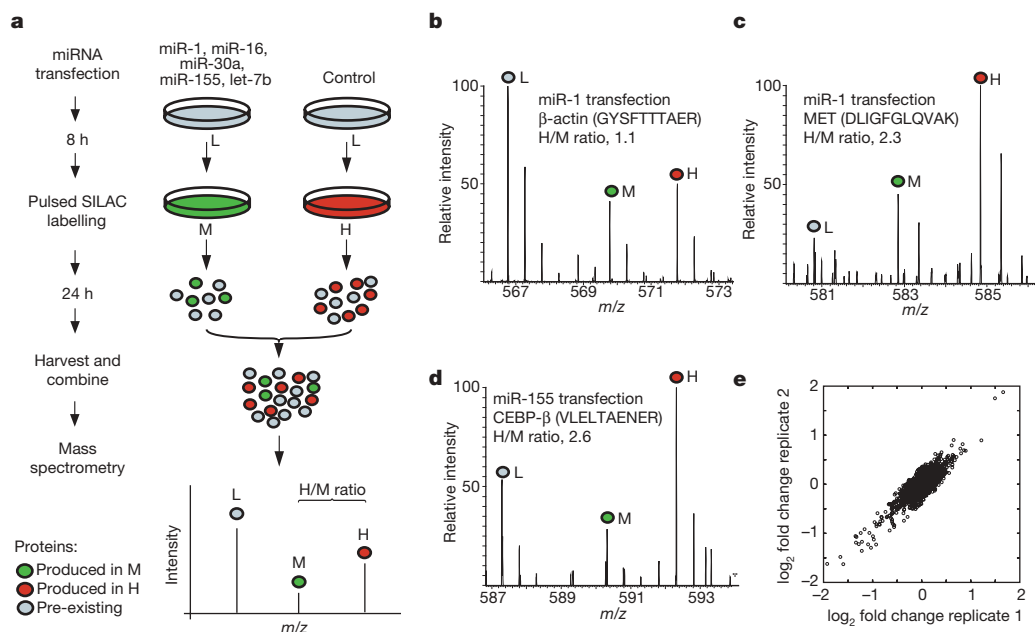 a
miRNA
transfection
8 h
Pulsed SILAC
labelling
24 h
Harvest and
combine
Mass
spectrometry
miR-1, miR-16,
miR-30a,
miR-155, let-7b
Control
L
L
M
H
Intensity
L
H/M ratio
M
H
m/z
Proteins:
Produced in M
Produced in H
Pre-existing
b
Relative intensity
100
50
0
L
miR-1 transfection
β-actin (GYSFTTTAER)
H/M ratio, 1.1
M
H
567
569
571
573
m/z
c
Relative intensity
100
50
0
H
miR-1 transfection
MET (DLIGFGLQVAK)
H/M ratio, 2.3
M
L
581
583
585
m/z
d
Relative intensity
100
50
0
H
miR-155 transfection
CEBP-β (VLELTAENER)
H/M ratio, 2.6
L
M
587
589
591
593
m/z
e
log2 fold change replicate 2
2
1
0
−1
−2
−2
−1
0
1
2
log2 fold change replicate 1